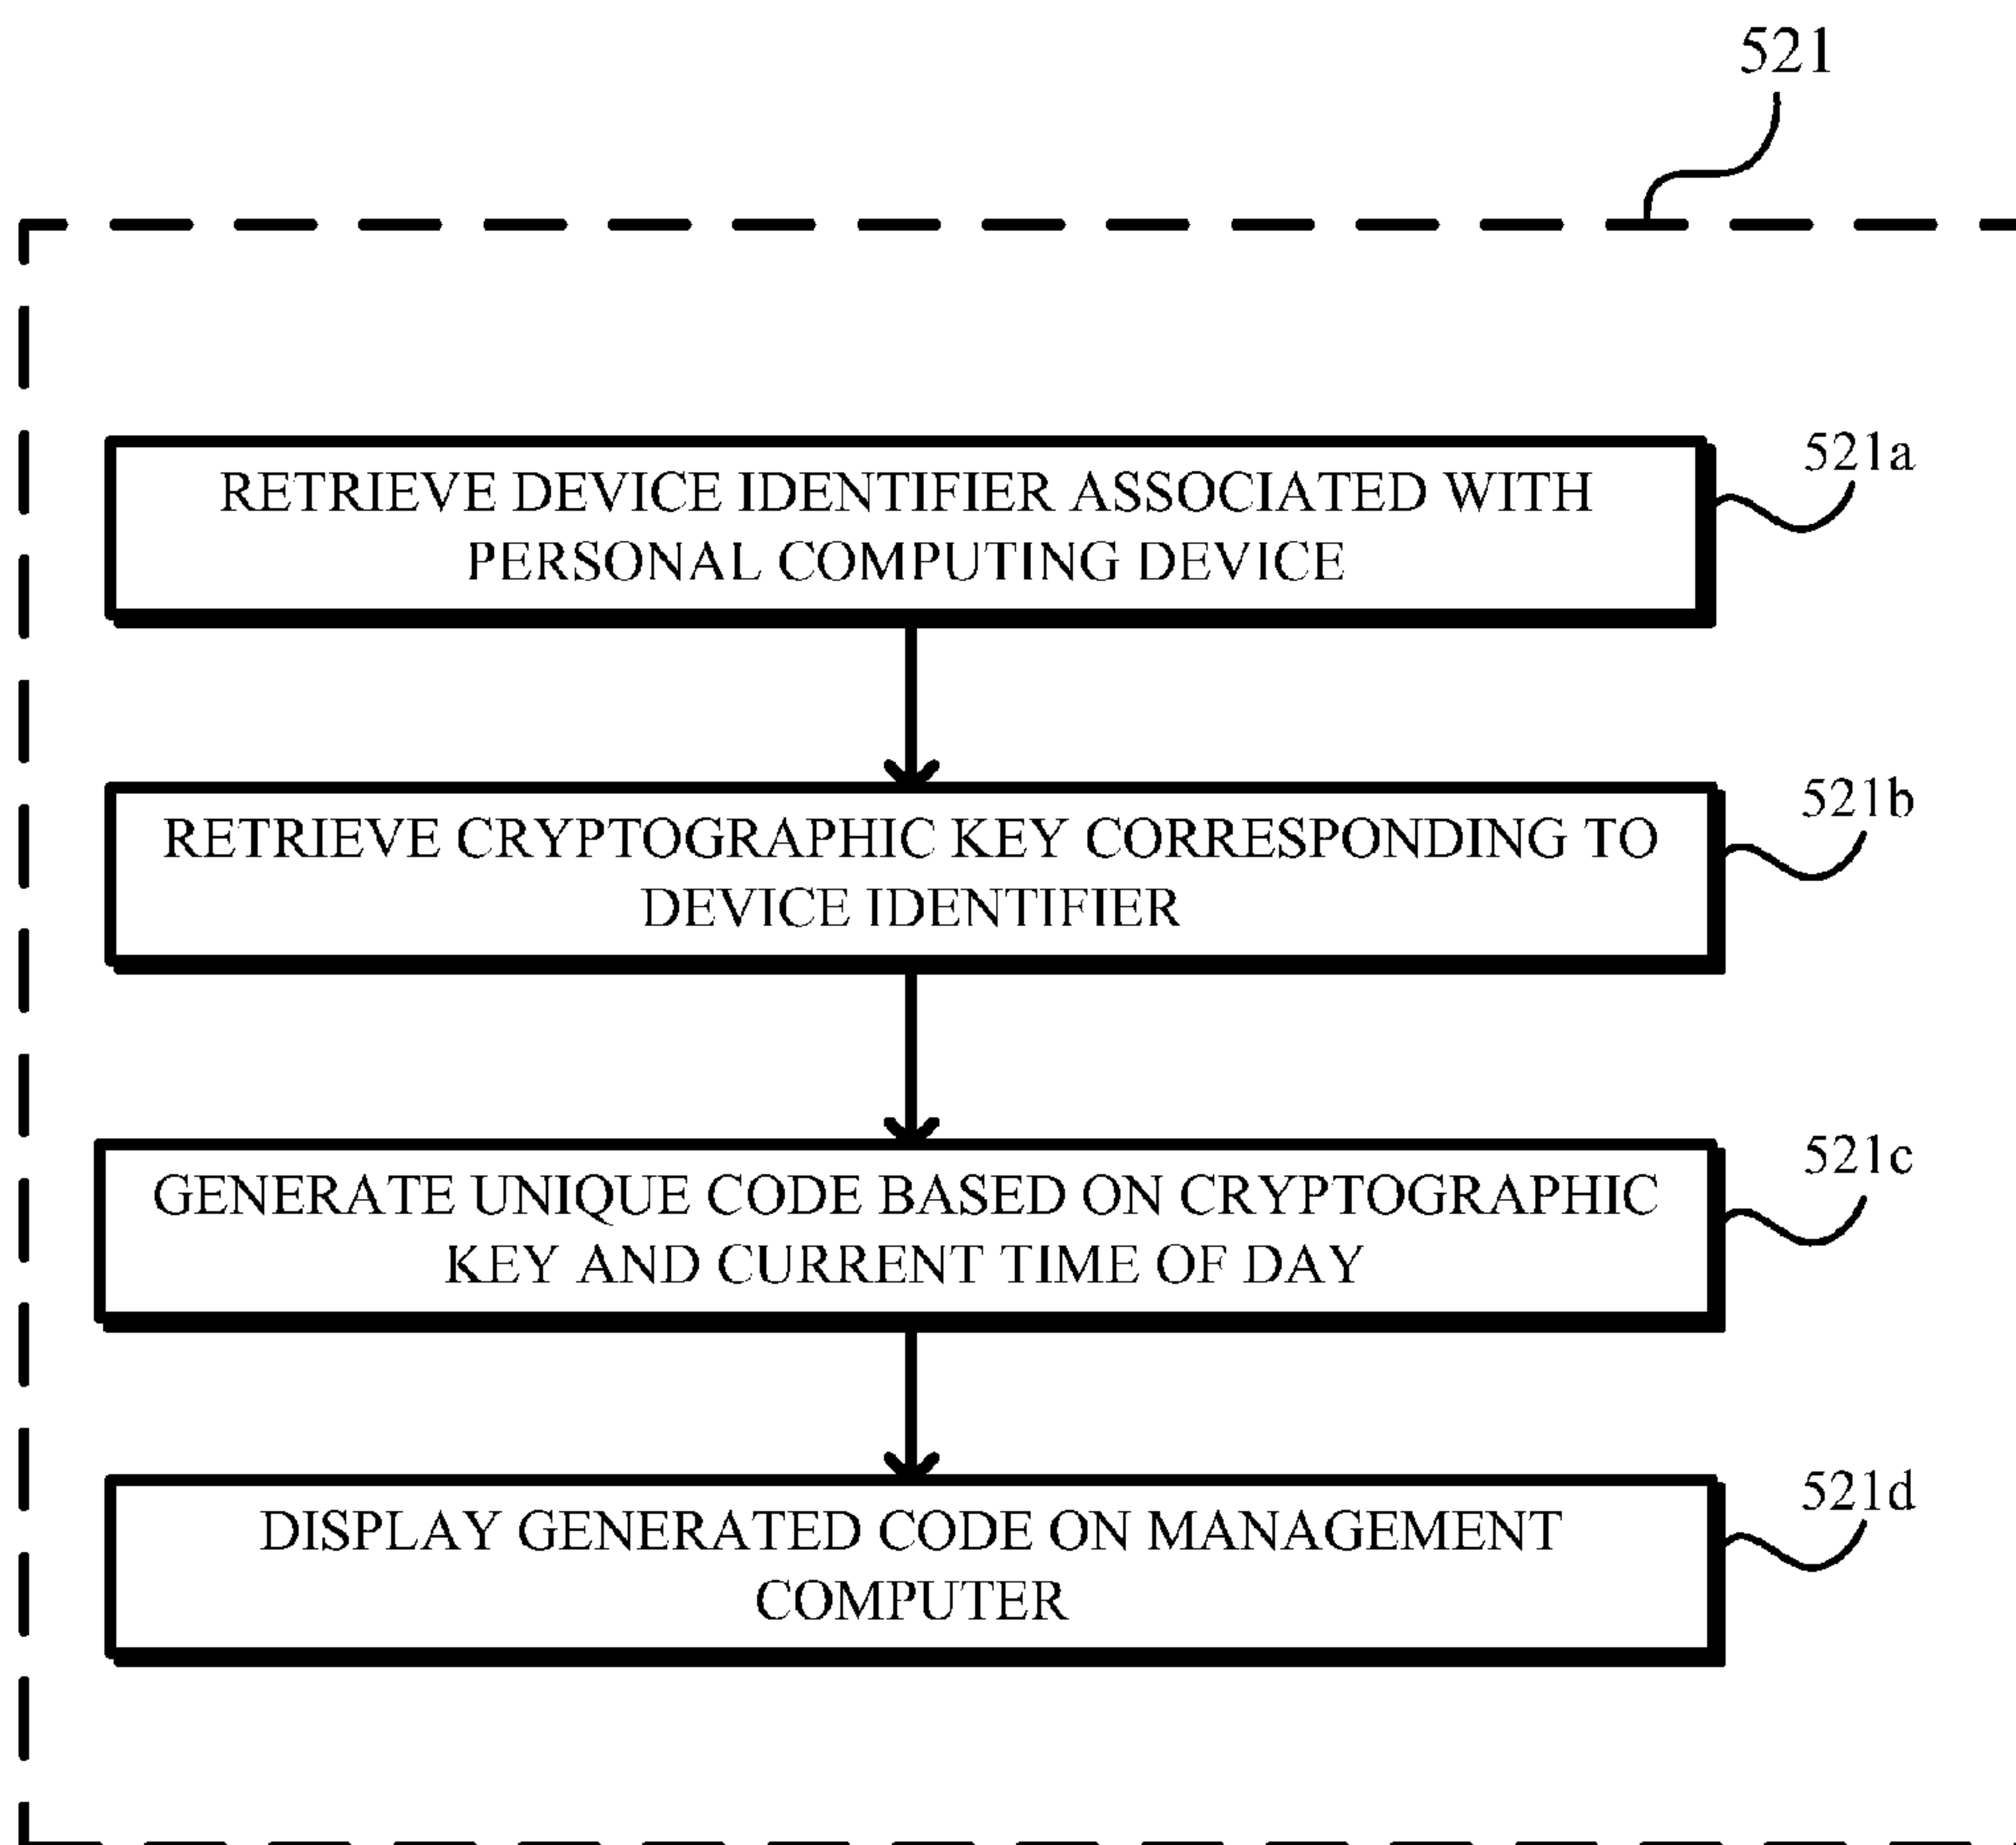 521
RETRIEVE DEVICE IDENTIFIER ASSOCIATED WITH
PERSONAL COMPUTING DEVICE
521a
RETRIEVE CRYPTOGRAPHIC KEY CORRESPONDING TO
DEVICE IDENTIFIER
521b
GENERATE UNIQUE CODE BASED ON CRYPTOGRAPHIC
KEY AND CURRENT TIME OF DAY
521c
DISPLAY GENERATED CODE ON MANAGEMENT
COMPUTER
521d